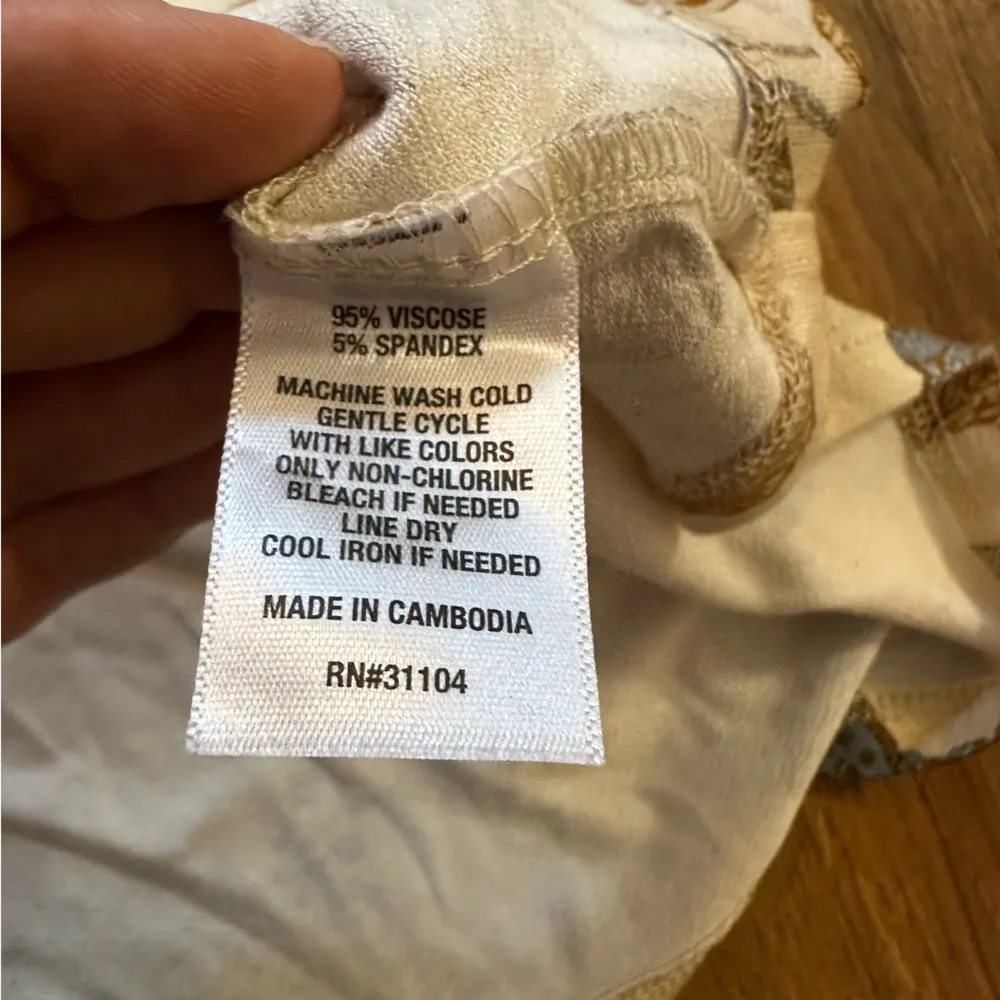 95% VISCOSE
5% SPANDEX
MACHINE WASH COLD
GENTLE CYCLE
WITH LIKE COLORS
ONLY NON-CHLORINE
BLEACH IF NEEDED
LINE DRY
COOL IRON IF NEEDED
MADE IN CAMBODIA
RN#31104